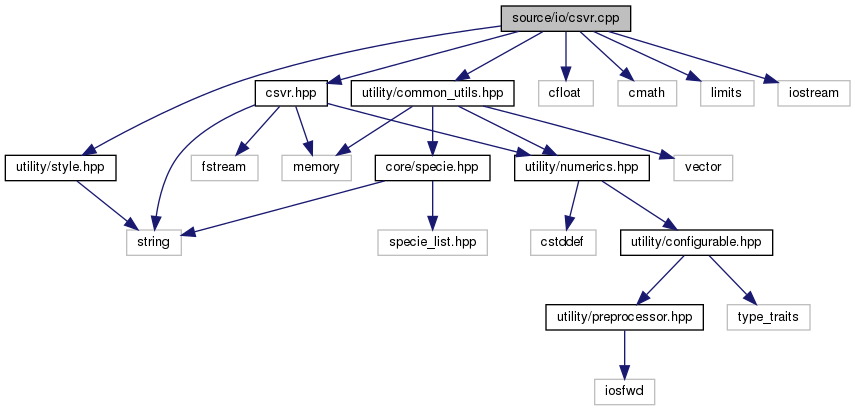 source/io/csvr.cpp
csvr.hpp
utility/common_utils.hpp
cfloat
cmath
limits
iostream
utility/style.hpp
fstream
memory
core/specie.hpp
utility/numerics.hpp
vector
string
specie_list.hpp
cstddef
utility/configurable.hpp
utility/preprocessor.hpp
type_traits
iosfwd